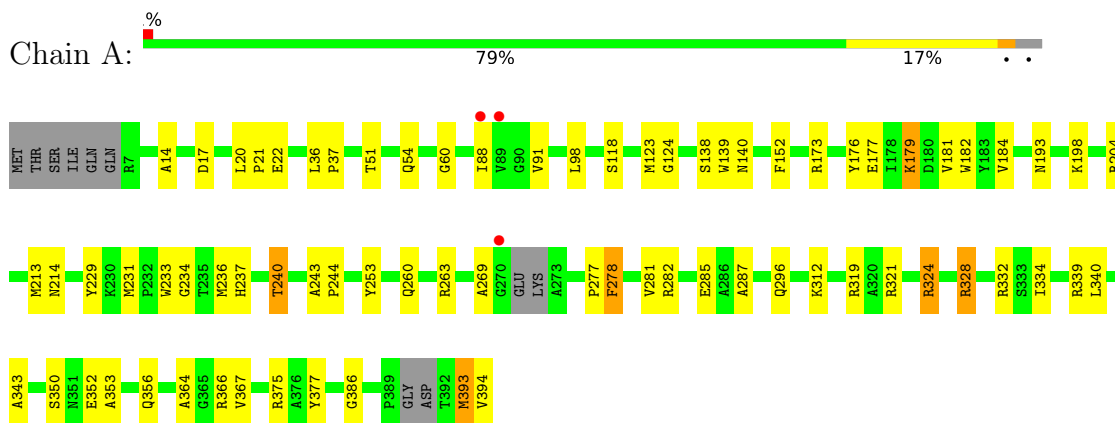 .%
Chain A:
79% 17% • •
MET THR SER ILE GLN GLN R7 A14 D17 L20 P21 E22 L36 P37 T51 Q54 G60 I88 V89 G90 V91 L98 S118 M123 G124 S138 W139 N140 F152 R173 Y176 E177 I178 K179 D180 V181 W182 Y183 V184 N193 K198
M213 N214 Y229 K230 M231 P232 W233 G234 T235 M236 H237 T240 A243 P244 Y253 Q260 R263 A269 G270 GLU LYS A273 P277 F278 V281 R282 E285 A286 A287 Q296 K312 R319 A320 R321 R324 R328 R332 S333 I334 R339 L340
A343 S350 N351 E352 A353 Q356 A364 G365 R366 V367 R375 A376 Y377 G386 P389 GLY ASP T392 M393 V394